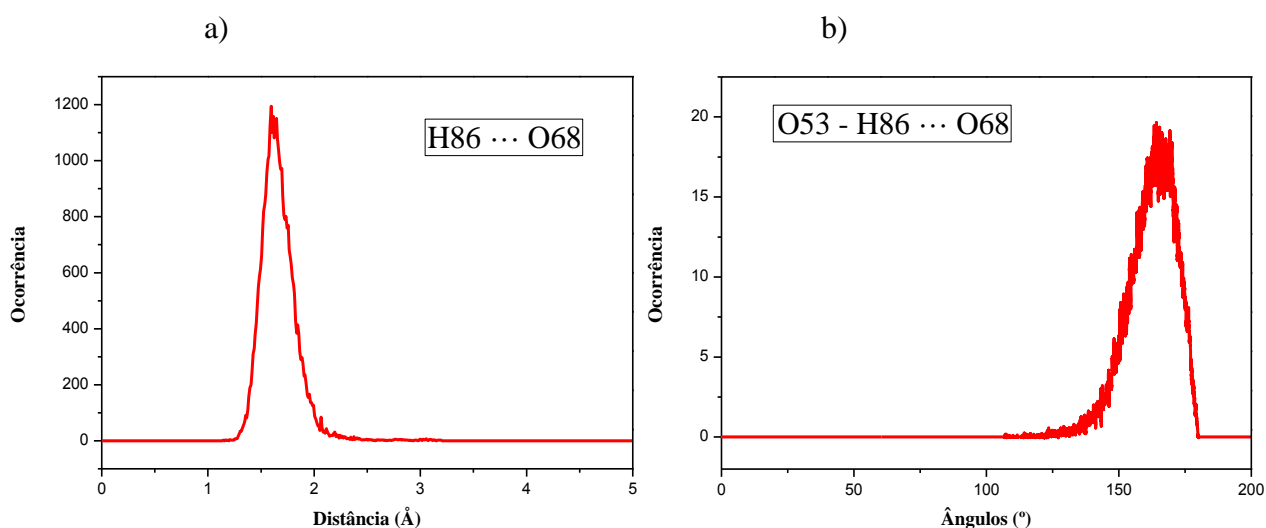 a)
1200
1000
800
600
400
200
0
Ocorrência
H86 ··· O68
0 1 2 3 4 5
Distância (Å)
b)
20
15
10
5
0
Ocorrência
O53 - H86 ··· O68
0 50 100 150 200
Ângulos (º)